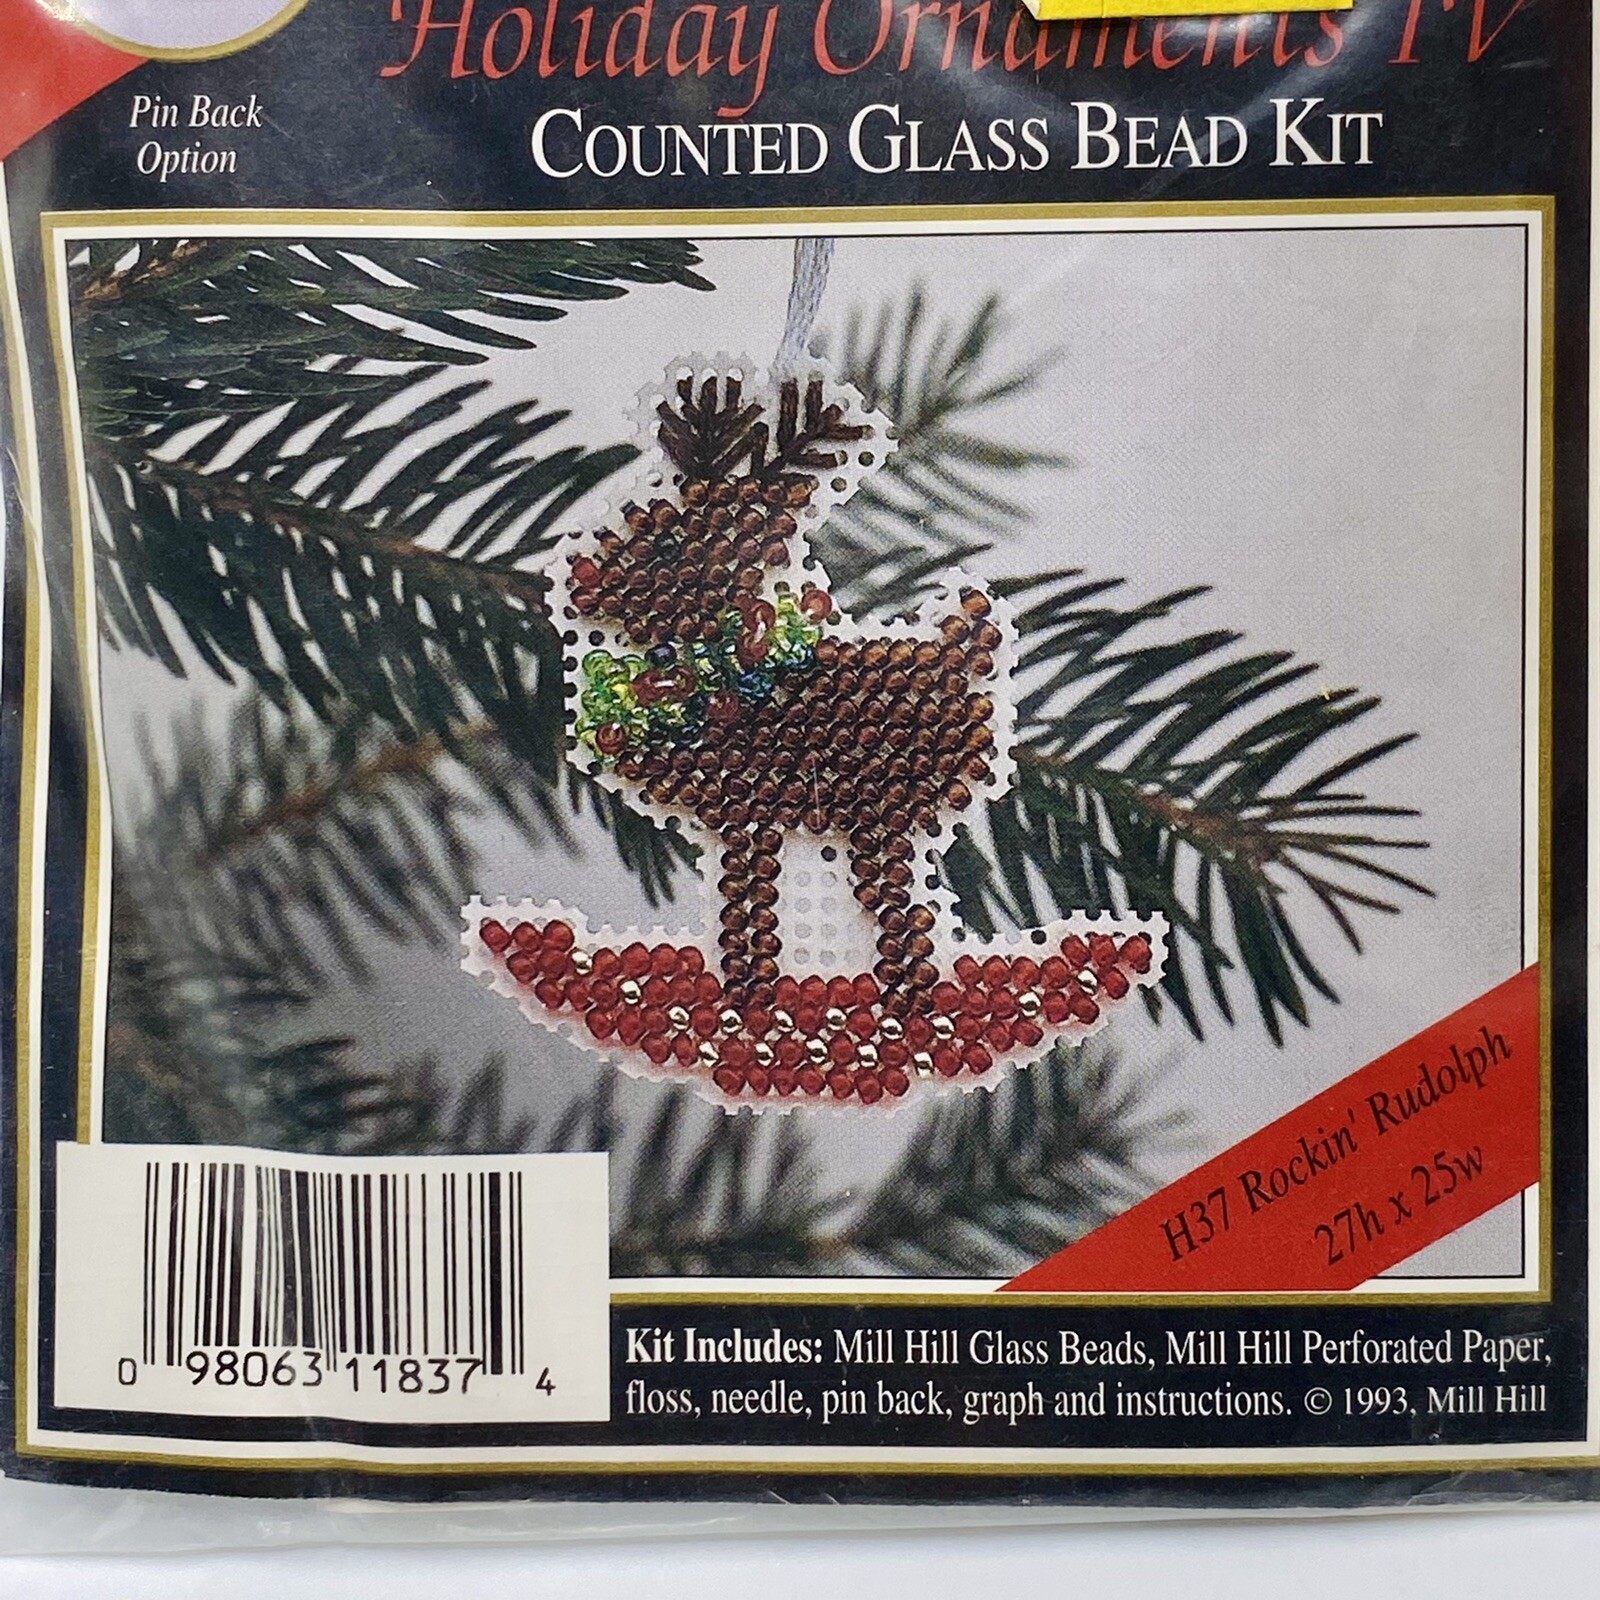 Holiday Ornaments IV
Pin Back
Option
COUNTED GLASS BEAD KIT
H37 Rockin' Rudolph
27h x 25w
0 98063 11837 4
Kit Includes: Mill Hill Glass Beads, Mill Hill Perforated Paper,
floss, needle, pin back, graph and instructions. © 1993, Mill Hill